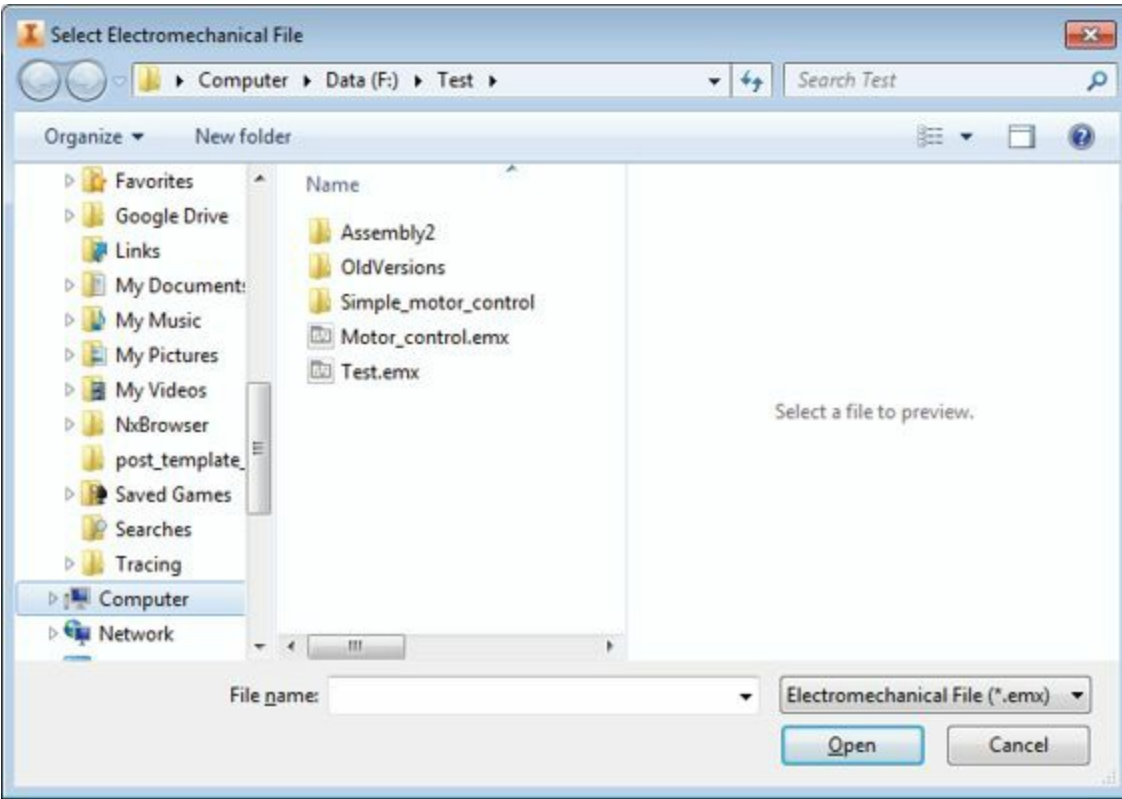 Select Electromechanical File
Computer Data (F:) Test
Search Test
Organize New folder
Favorites
Google Drive
Links
My Documents
My Music
My Pictures
My Videos
NxBrowser
post_template_
Saved Games
Searches
Tracing
Computer
Network
Name
Assembly2
OldVersions
Simple_motor_control
Motor_control.emx
Test.emx
Select a file to preview.
File name:
Electromechanical File (*.emx)
Open Cancel